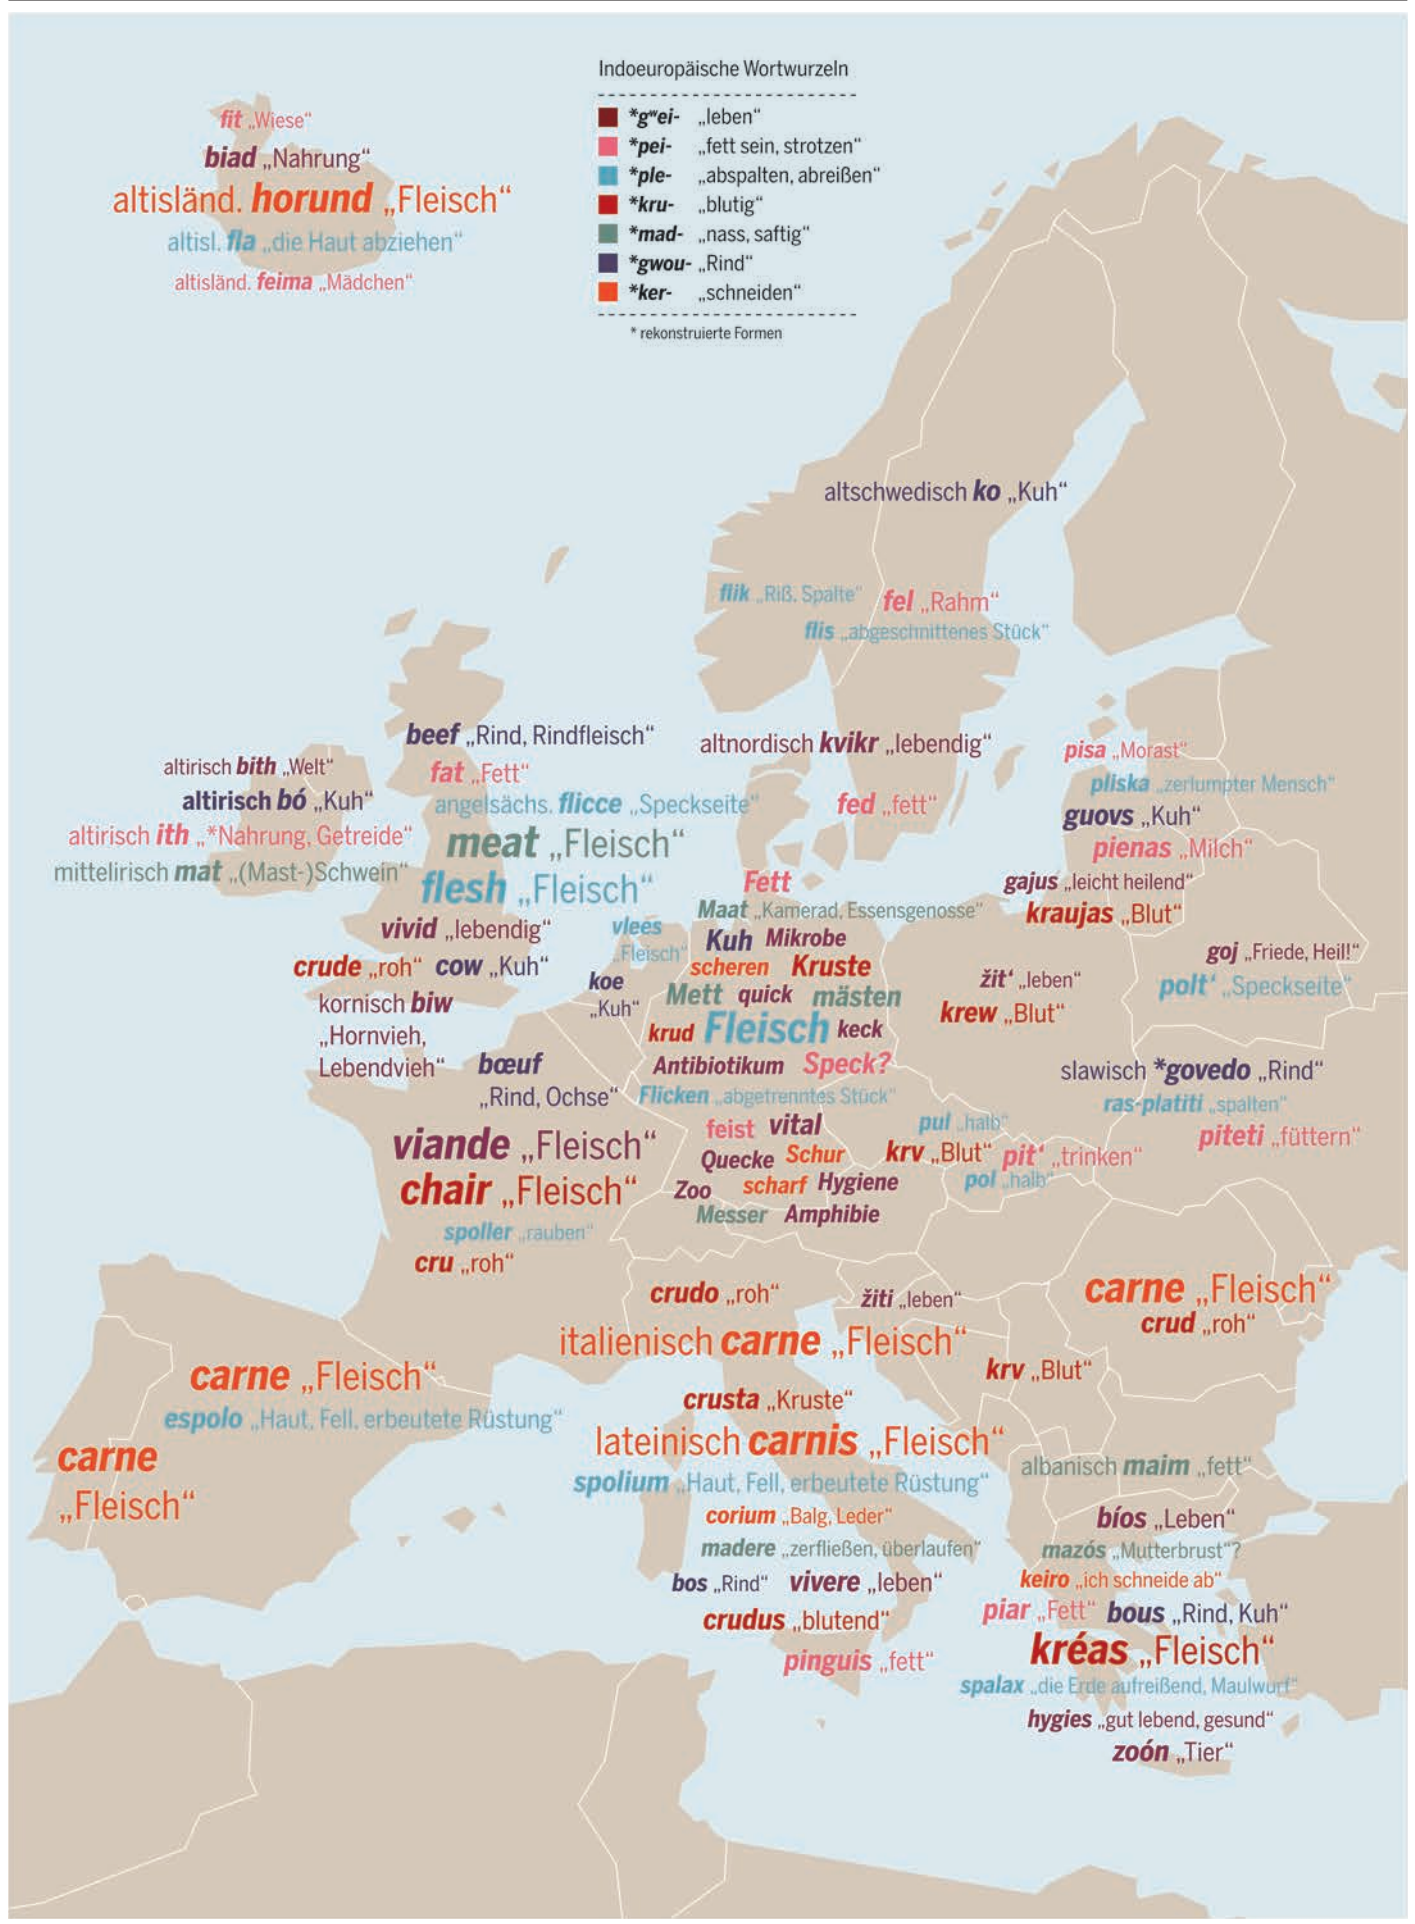 Indoeuropäische Wortwurzeln
*gʷei- „leben“
*pei- „fett sein, strotzen“
*ple- „abspalten, abreißen“
*kru- „blutig“
*mad- „nass, saftig“
*gwou- „Rind“
*ker- „schneiden“
* rekonstruierte Formen
fit „Wiese“
biad „Nahrung“
altisländ. horund „Fleisch“
altisl. fla „die Haut abziehen“
altisländ. feima „Mädchen“
altschwedisch ko „Kuh“
flik „Riß, Spalte“
fel „Rahm“
flis „abgeschnittenes Stück“
beef „Rind, Rindfleisch“
altnordisch kvikr „lebendig“
pisa „Morast“
altirisch bith „Welt“
fat „Fett“
pliska „zerlumpter Mensch“
altirisch bó „Kuh“
angelsächs. flicce „Speckseite“
fed „fett“
guovs „Kuh“
altirisch ith „*Nahrung, Getreide“
meat „Fleisch“
pienas „Milch“
mittelirisch mat „(Mast-)Schwein“
flesh „Fleisch“
Fett
gajus „leicht heilend“
Maat „Kamerad, Essensgenosse“
kraujas „Blut“
vivid „lebendig“
vlees
„Fleisch“
Kuh Mikrobe
goj „Friede, Heil!“
crude „roh“ cow „Kuh“
scheren Kruste
koe
„Kuh“
žit‘ „leben“
polt‘ „Speckseite“
kornisch biw
„Hornvieh,
Lebendvieh“
Mett quick mästen
krew „Blut“
krud Fleisch keck
bœuf
„Rind, Ochse“
Antibiotikum Speck?
slawisch *govedo „Rind“
Flicken „abgetrenntes Stück“
ras-platiti „spalten“
viande „Fleisch“
feist vital
pul „halb“
piteti „füttern“
Quecke Schur
krv „Blut“ pit‘ „trinken“
chair „Fleisch“
Zoo scharf Hygiene
pol „halb“
Messer Amphibie
spoller „rauben“
cru „roh“
crudo „roh“
žiti „leben“
carne „Fleisch“
crud „roh“
italienisch carne „Fleisch“
krv „Blut“
carne „Fleisch“
crusta „Kruste“
espolo „Haut, Fell, erbeutete Rüstung“
lateinisch carnis „Fleisch“
carne
„Fleisch“
albanisch maim „fett“
spolium „Haut, Fell, erbeutete Rüstung“
corium „Balg, Leder“
bíos „Leben“
madere „zerfließen, überlaufen“
mazós „Mutterbrust“?
bos „Rind“ vivere „leben“
keiro „ich schneide ab“
crudus „blutend“
piar „Fett“ bous „Rind, Kuh“
pinguis „fett“
kréas „Fleisch“
spalax „die Erde aufreißend, Maulwurf“
hygies „gut lebend, gesund“
zoón „Tier“